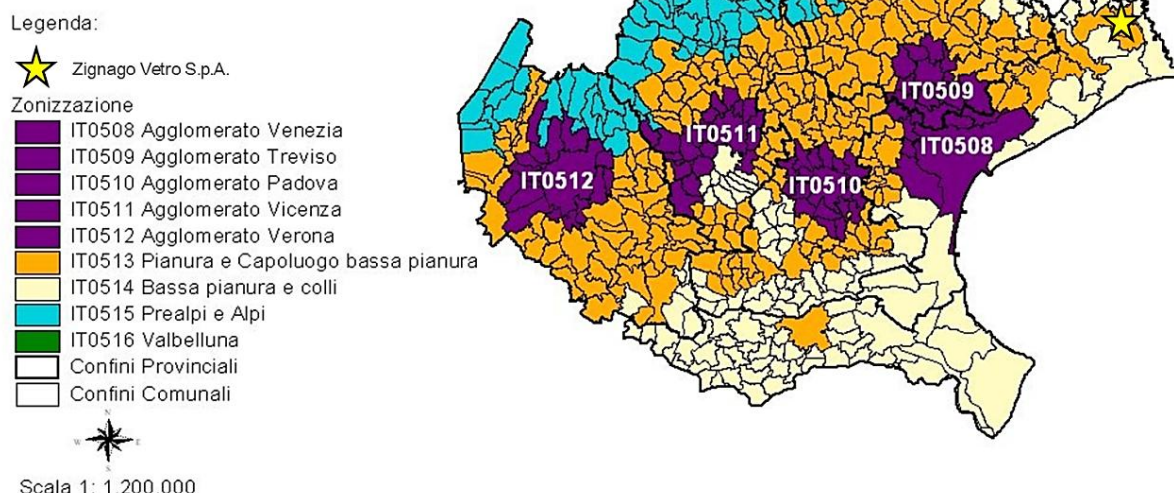 Legenda:
Zignago Vetro S.p.A.
Zonizzazione
IT0508 Agglomerato Venezia
IT0509 Agglomerato Treviso
IT0510 Agglomerato Padova
IT0511 Agglomerato Vicenza
IT0512 Agglomerato Verona
IT0513 Pianura e Capoluogo bassa pianura
IT0514 Bassa pianura e colli
IT0515 Prealpi e Alpi
IT0516 Valbelluna
Confini Provinciali
Confini Comunali
N
W E
S
Scala 1: 1.200.000
IT0509
IT0511
IT0508
IT0512
IT0510